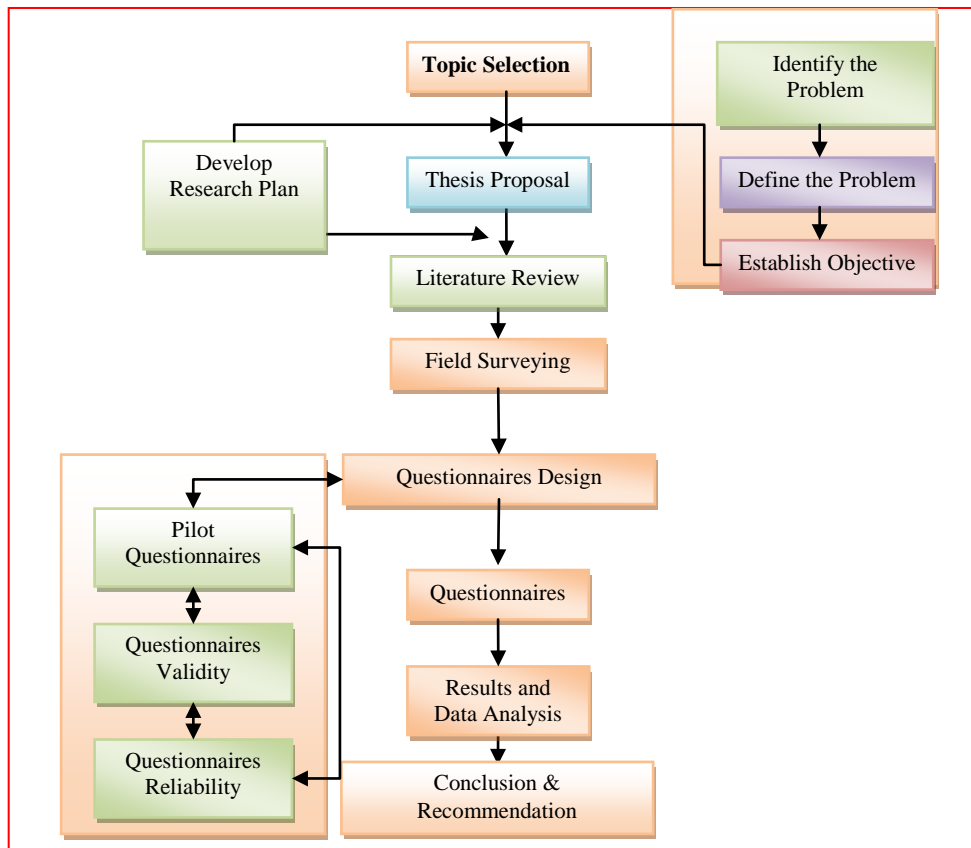 Topic Selection
Identify the
Problem
Develop
Research Plan
Thesis Proposal
Define the Problem
Establish Objective
Literature Review
Field Surveying
Questionnaires Design
Pilot
Questionnaires
Questionnaires
Questionnaires
Validity
Results and
Data Analysis
Questionnaires
Reliability
Conclusion &
Recommendation